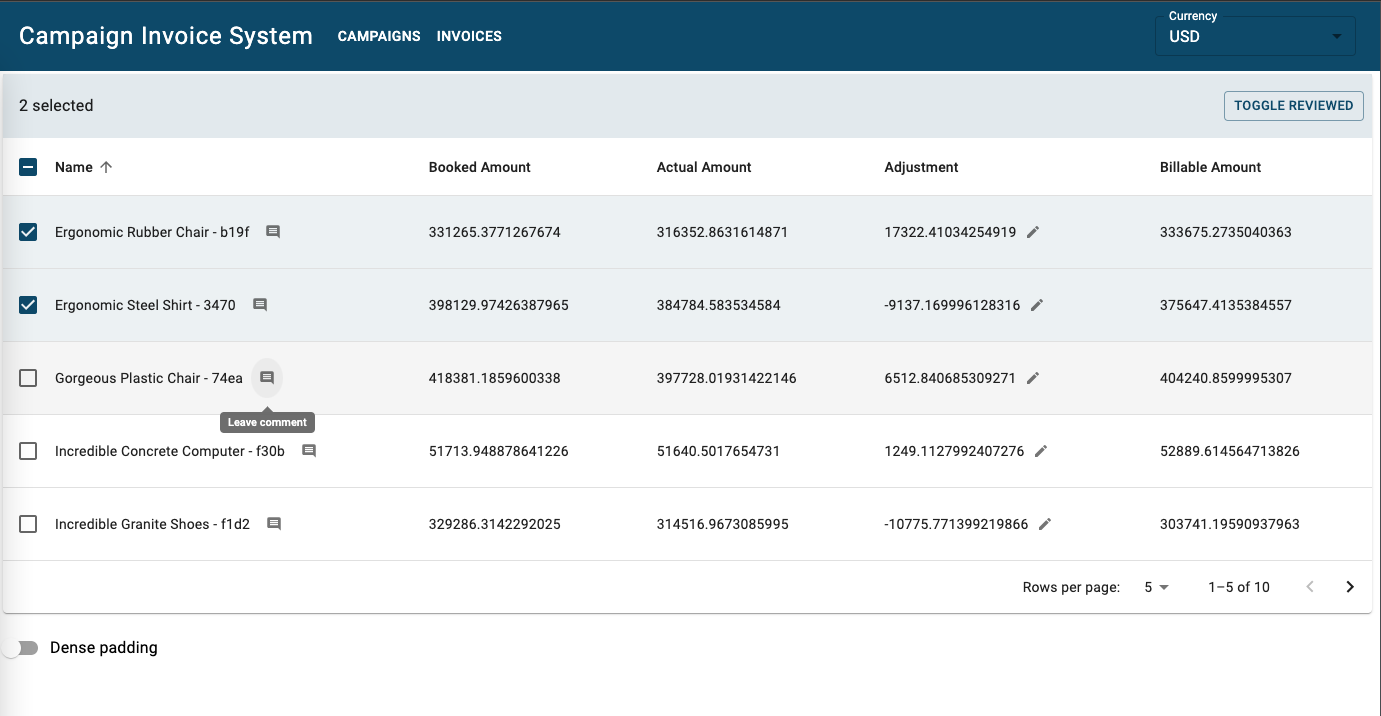 Campaign Invoice System CAMPAIGNS INVOICES Currency USD
2 selected TOGGLE REVIEWED
Name Booked Amount Actual Amount Adjustment Billable Amount
Ergonomic Rubber Chair - b19f 331265.3771267674 316352.8631614871 17322.41034254919 333675.2735040363
Ergonomic Steel Shirt - 3470 398129.97426387965 384784.583534584 -9137.169996128316 375647.4135384557
Gorgeous Plastic Chair - 74ea 418381.1859600338 397728.01931422146 6512.840685309271 404240.8599995307
Leave comment
Incredible Concrete Computer - f30b 51713.948878641226 51640.5017654731 1249.1127992407276 52889.614564713826
Incredible Granite Shoes - f1d2 329286.3142292025 314516.9673085995 -10775.771399219866 303741.19590937963
Rows per page: 5 1–5 of 10
Dense padding